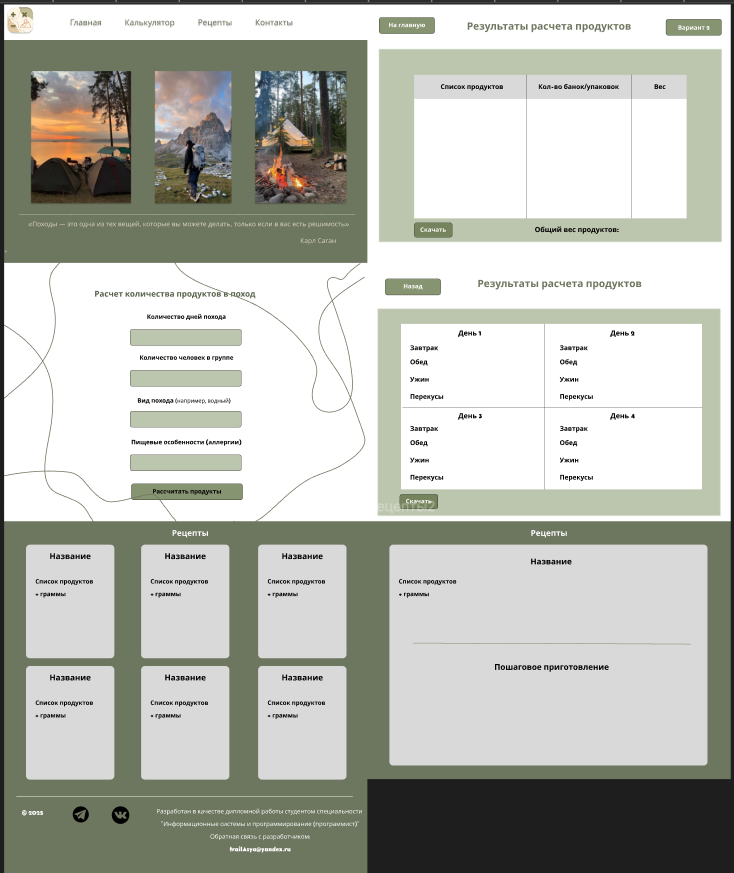 Главная Калькулятор Рецепты Контакты
«Походы — это одна из тех вещей, которые вы можете делать, только если в вас есть решимость»
Карл Саган
Расчет количества продуктов в поход
Количество дней похода
Количество человек в группе
Вид похода (например, водный)
Пищевые особенности (аллергии)
Рассчитать продукты
Рецепты
Название Название Название
Список продуктов Список продуктов Список продуктов
+ граммы + граммы + граммы
Название Название Название
Список продуктов Список продуктов Список продуктов
+ граммы + граммы + граммы
© 2025
Разработан в качестве дипломной работы студентом специальности
"Информационные системы и программирование (программист)"
Обратная связь с разработчиком:
trailAsya@yandex.ru
На главную
Результаты расчета продуктов
Вариант 2
Список продуктов Кол-во банок/упаковок Вес
Скачать
Общий вес продуктов:
Назад
Результаты расчета продуктов
День 1 День 2
Завтрак Завтрак
Обед Обед
Ужин Ужин
Перекусы Перекусы
День 3 День 4
Завтрак Завтрак
Обед Обед
Ужин Ужин
Перекусы Перекусы
Скачать
Рецепты
Название
Список продуктов
+ граммы
Пошаговое приготовление